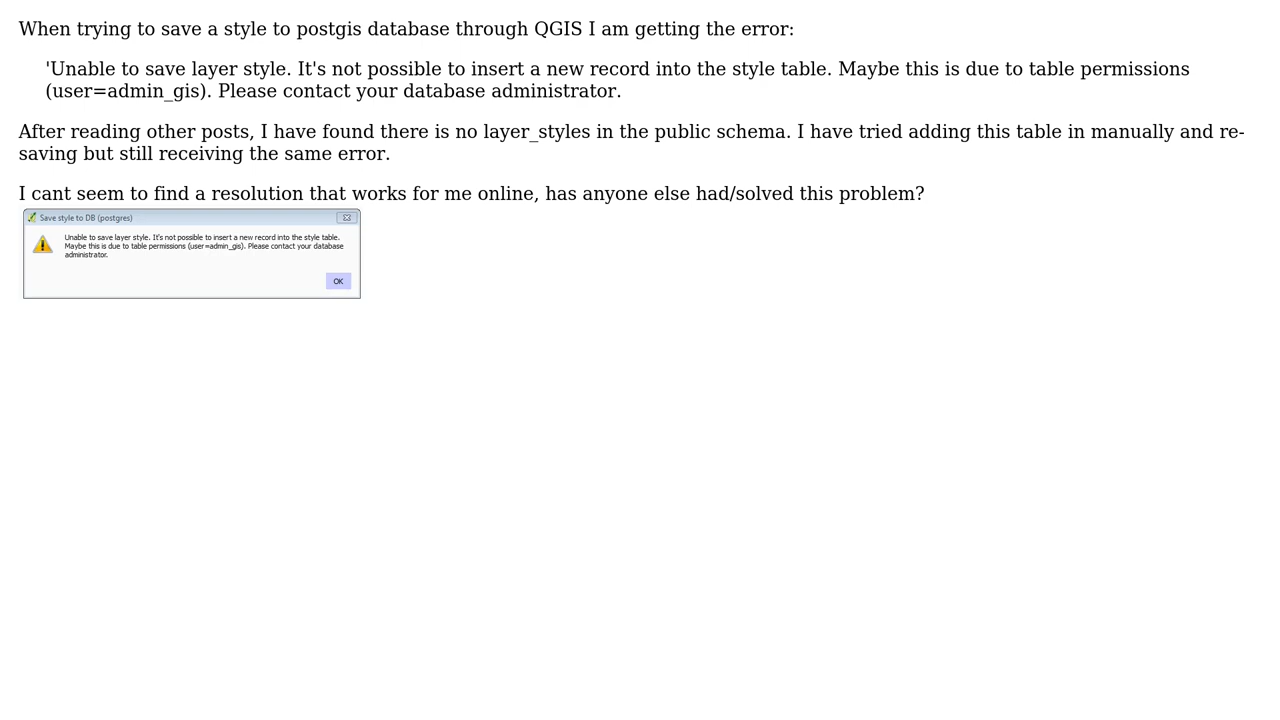 When trying to save a style to postgis database through QGIS I am getting the error:
'Unable to save layer style. It's not possible to insert a new record into the style table. Maybe this is due to table permissions
(user=admin_gis). Please contact your database administrator.
After reading other posts, I have found there is no layer_styles in the public schema. I have tried adding this table in manually and re-
saving but still receiving the same error.
I cant seem to find a resolution that works for me online, has anyone else had/solved this problem?
Save style to DB (postgres)
Unable to save layer style. It's not possible to insert a new record into the style table.
Maybe this is due to table permissions (user=admin_gis). Please contact your database
administrator.
OK